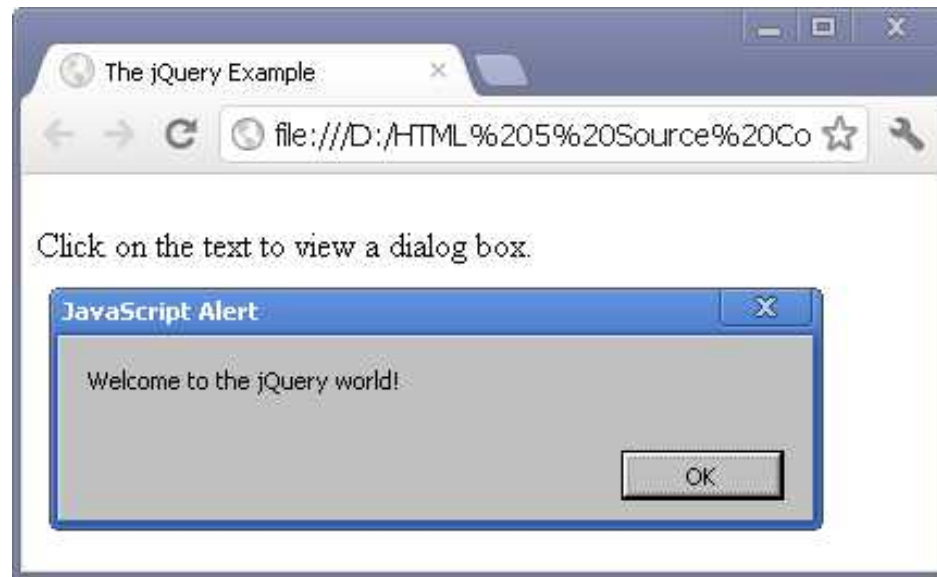 The jQuery Example
file:///D:/HTML%205%20Source%20Co
Click on the text to view a dialog box.
JavaScript Alert
Welcome to the jQuery world!
OK